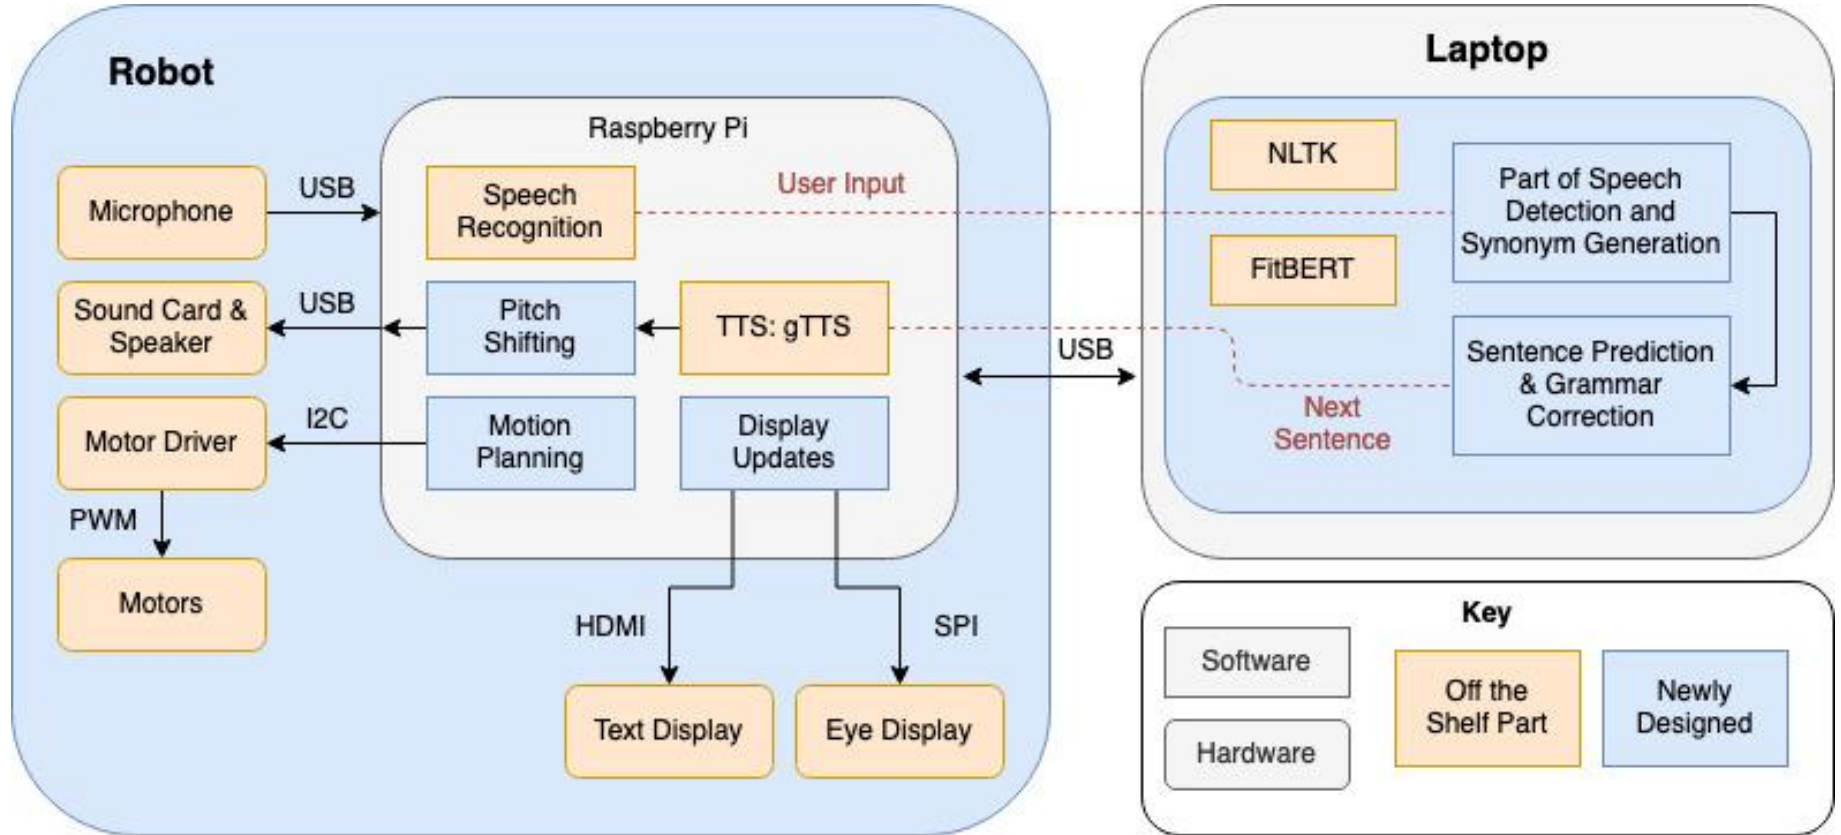 Robot
Raspberry Pi
Microphone
USB
Speech
Recognition
User Input
Sound Card &
Speaker
USB
Pitch
Shifting
TTS: gTTS
Motor Driver
I2C
Motion
Planning
Display
Updates
PWM
Motors
HDMI
SPI
Text Display
Eye Display
USB
Laptop
NLTK
Part of Speech
Detection and
Synonym Generation
FitBERT
Sentence Prediction
& Grammar
Correction
Next
Sentence
Key
Software
Hardware
Off the
Shelf Part
Newly
Designed